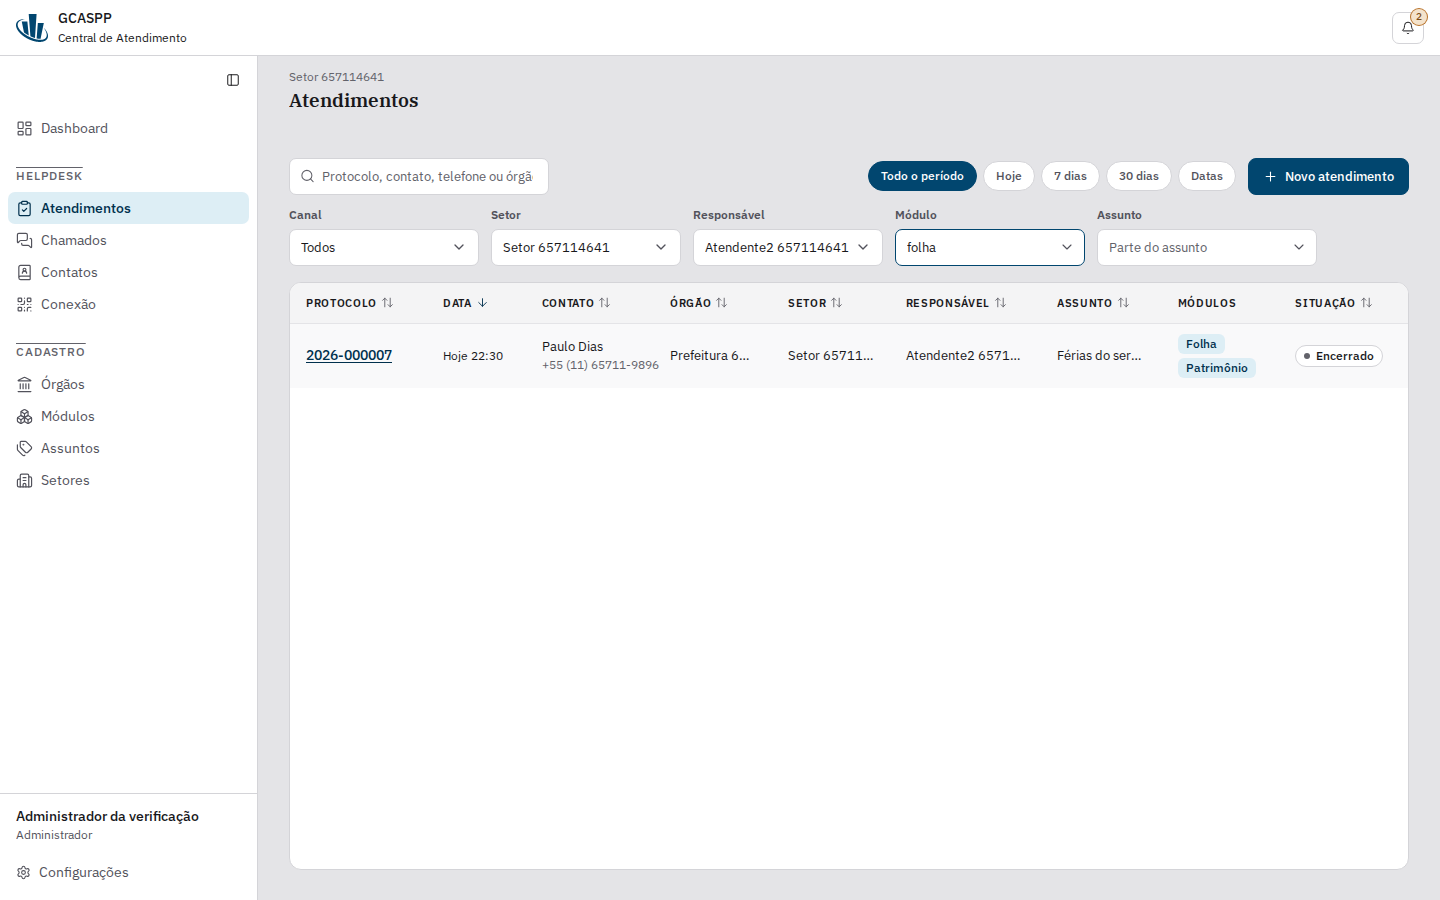 GCASPP
Central de Atendimento
2
Dashboard
HELPDESK
Atendimentos
Chamados
Contatos
Conexão
CADASTRO
Órgãos
Módulos
Assuntos
Setores
Administrador da verificação
Administrador
Configurações
Setor 657114641
Atendimentos
Protocolo, contato, telefone ou órgã
Todo o período
Hoje
7 dias
30 dias
Datas
Novo atendimento
Canal
Setor
Responsável
Módulo
Assunto
Todos
Setor 657114641
Atendente2 657114641
folha
Parte do assunto
PROTOCOLO
DATA
CONTATO
ÓRGÃO
SETOR
RESPONSÁVEL
ASSUNTO
MÓDULOS
SITUAÇÃO
2026-000007
Hoje 22:30
Paulo Dias
+55 (11) 65711-9896
Prefeitura 6...
Setor 65711...
Atendente2 6571...
Férias do ser...
Folha
Patrimônio
Encerrado